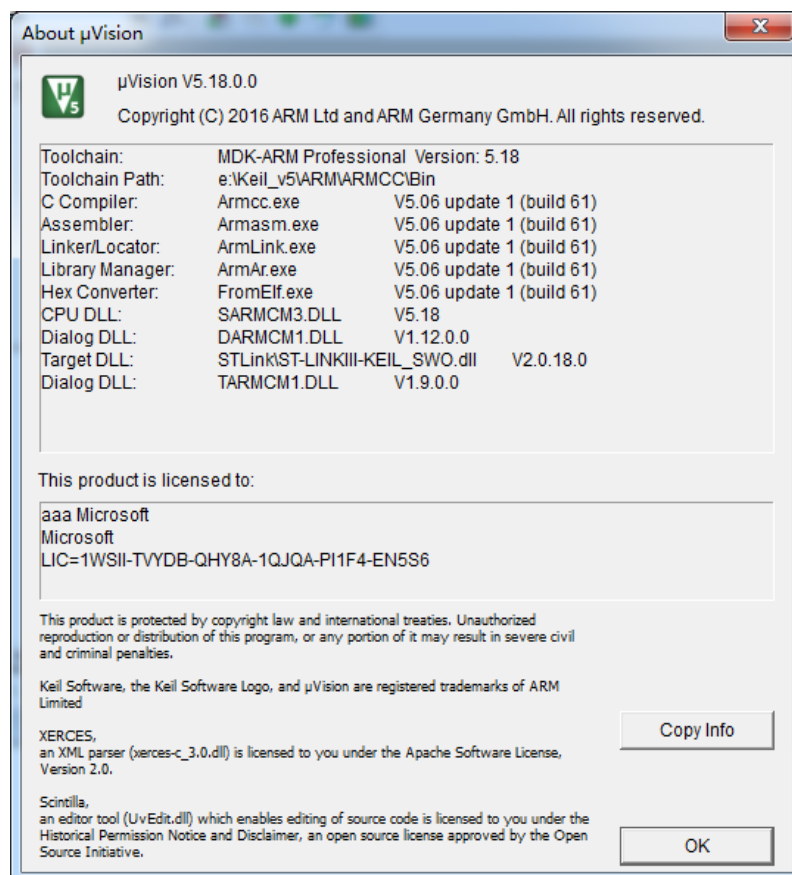 About µVision
µVision V5.18.0.0
Copyright (C) 2016 ARM Ltd and ARM Germany GmbH. All rights reserved.
Toolchain: MDK-ARM Professional Version: 5.18
Toolchain Path: e:\Keil_v5\ARM\ARMCC\Bin
C Compiler: Armcc.exe V5.06 update 1 (build 61)
Assembler: Armasm.exe V5.06 update 1 (build 61)
Linker/Locator: ArmLink.exe V5.06 update 1 (build 61)
Library Manager: ArmAr.exe V5.06 update 1 (build 61)
Hex Converter: FromElf.exe V5.06 update 1 (build 61)
CPU DLL: SARMCM3.DLL V5.18
Dialog DLL: DARMCM1.DLL V1.12.0.0
Target DLL: STLink\ST-LINKIII-KEIL_SWO.dll V2.0.18.0
Dialog DLL: TARMCM1.DLL V1.9.0.0
This product is licensed to:
aaa Microsoft
Microsoft
LIC=1WSII-TVYDB-QHY8A-1QJQA-PI1F4-EN5S6
This product is protected by copyright law and international treaties. Unauthorized
reproduction or distribution of this program, or any portion of it may result in severe civil
and criminal penalties.
Keil Software, the Keil Software Logo, and µVision are registered trademarks of ARM
Limited
XERCES,
an XML parser (xerces-c_3.0.dll) is licensed to you under the Apache Software License,
Version 2.0.
Copy Info
Scintilla,
an editor tool (UvEdit.dll) which enables editing of source code is licensed to you under the
Historical Permission Notice and Disclaimer, an open source license approved by the Open
Source Initiative.
OK